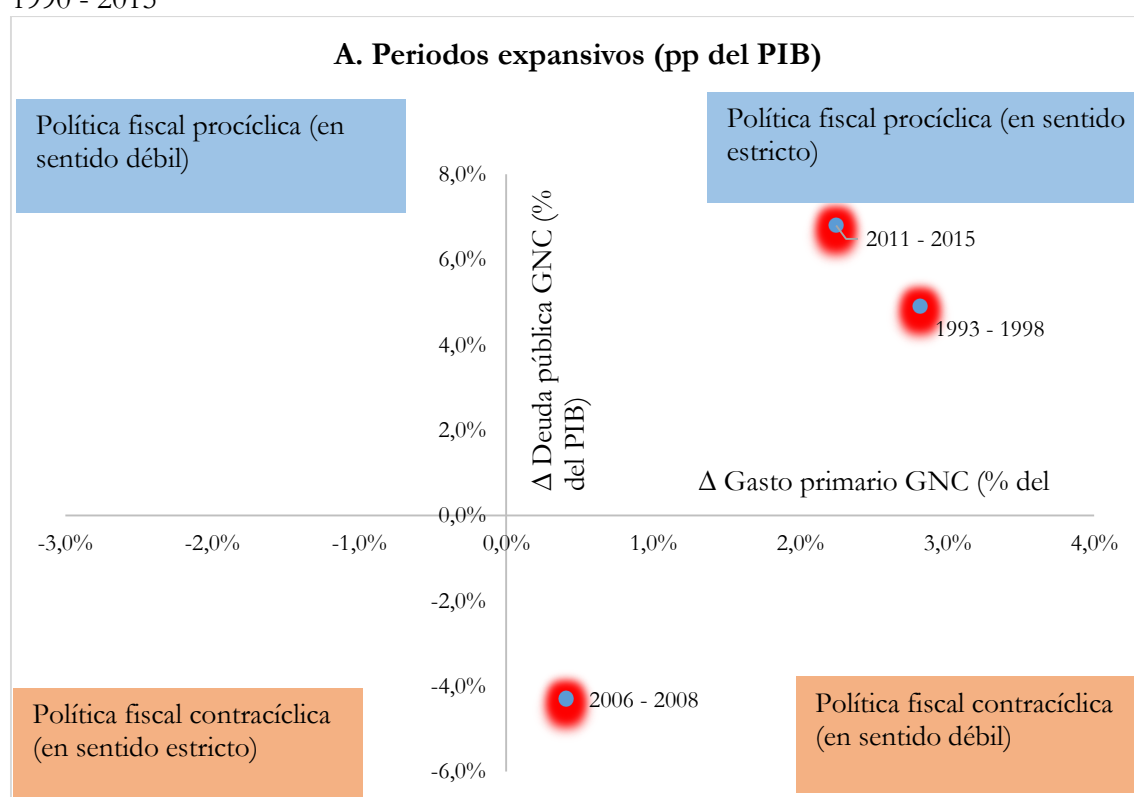 1990 - 2015
A. Periodos expansivos (pp del PIB)
Política fiscal procíclica (en
sentido débil)
Política fiscal procíclica (en sentido
estricto)
8,0%
6,0%
4,0%
2,0%
0,0%
-2,0%
-4,0%
-6,0%
Δ Deuda pública GNC (%
del PIB)
2011 - 2015
1993 - 1998
Δ Gasto primario GNC (% del
-3,0%
-2,0%
-1,0%
0,0%
1,0%
2,0%
3,0%
4,0%
2006 - 2008
Política fiscal contracíclica
(en sentido estricto)
Política fiscal contracíclica
(en sentido débil)